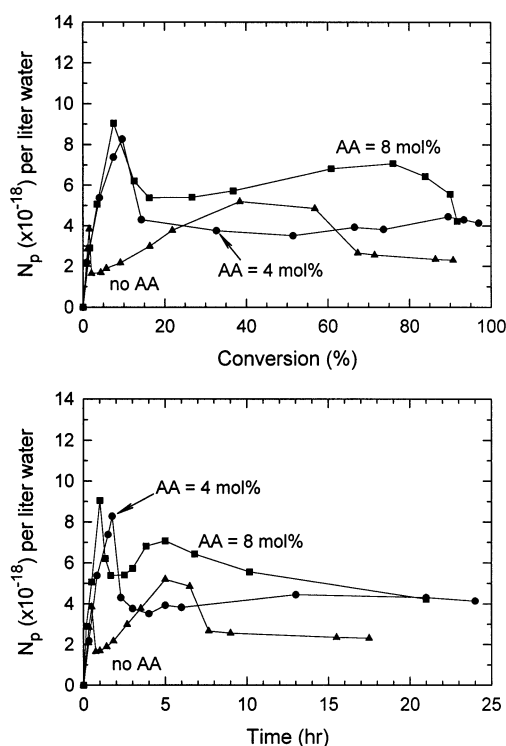 14
12
10
8
6
4
2
0
N_p (x10⁻¹⁸) per liter water
AA = 8 mol%
AA = 4 mol%
no AA
0 20 40 60 80 100
Conversion (%)
14
12
10
8
6
4
2
0
N_p (x10⁻¹⁸) per liter water
AA = 4 mol%
AA = 8 mol%
no AA
0 5 10 15 20 25
Time (hr)